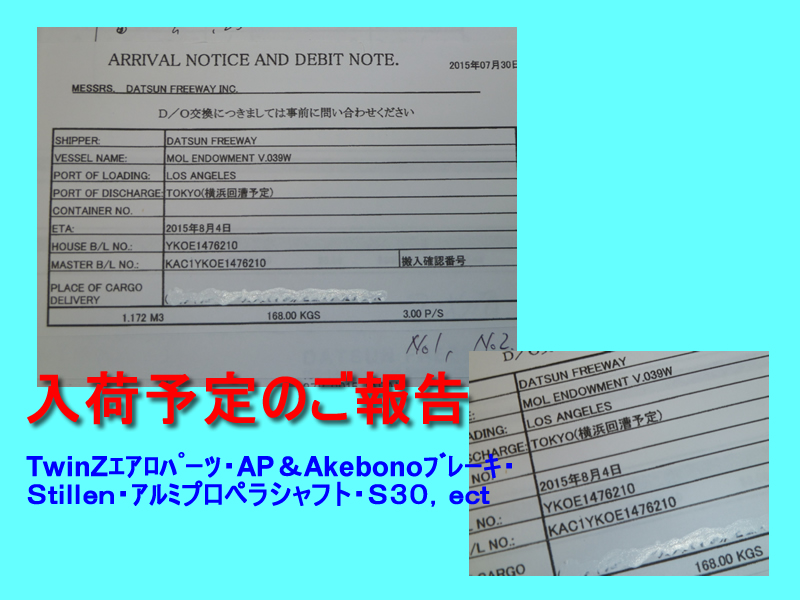 ARRIVAL NOTICE AND DEBIT NOTE.
2015年07月30日
MESSRS. DATSUN FREEWAY INC.
D／O交換につきましては事前に問い合わせください
SHIPPER: DATSUN FREEWAY
VESSEL NAME: MOL ENDOWMENT V.039W
PORT OF LOADING: LOS ANGELES
PORT OF DISCHARGE: TOKYO(横浜回漕予定)
CONTAINER NO.
ETA: 2015年8月4日
HOUSE B/L NO.: YKOE1476210
MASTER B/L NO.: KAC1YKOE1476210 搬入確認番号
PLACE OF CARGO
DELIVERY
1.172 M3 168.00 KGS 3.00 P/S
No1, No2.
入荷予定のご報告
TwinZｴｱﾛﾊﾟｰﾂ・AP＆Akebonoﾌﾞﾚｰｷ・
Stillen・アルミプロペラシャフト・S30，ect
D／O
DATSUN FREEWAY
MOL ENDOWMENT V.039W
ADING: LOS ANGELES
SCHARGE: TOKYO(横浜回漕予定)
NO
2015年8月4日
NO.: YKOE1476210
/L NO.: KAC1YKOE1476210
CARGO
168.00 KGS